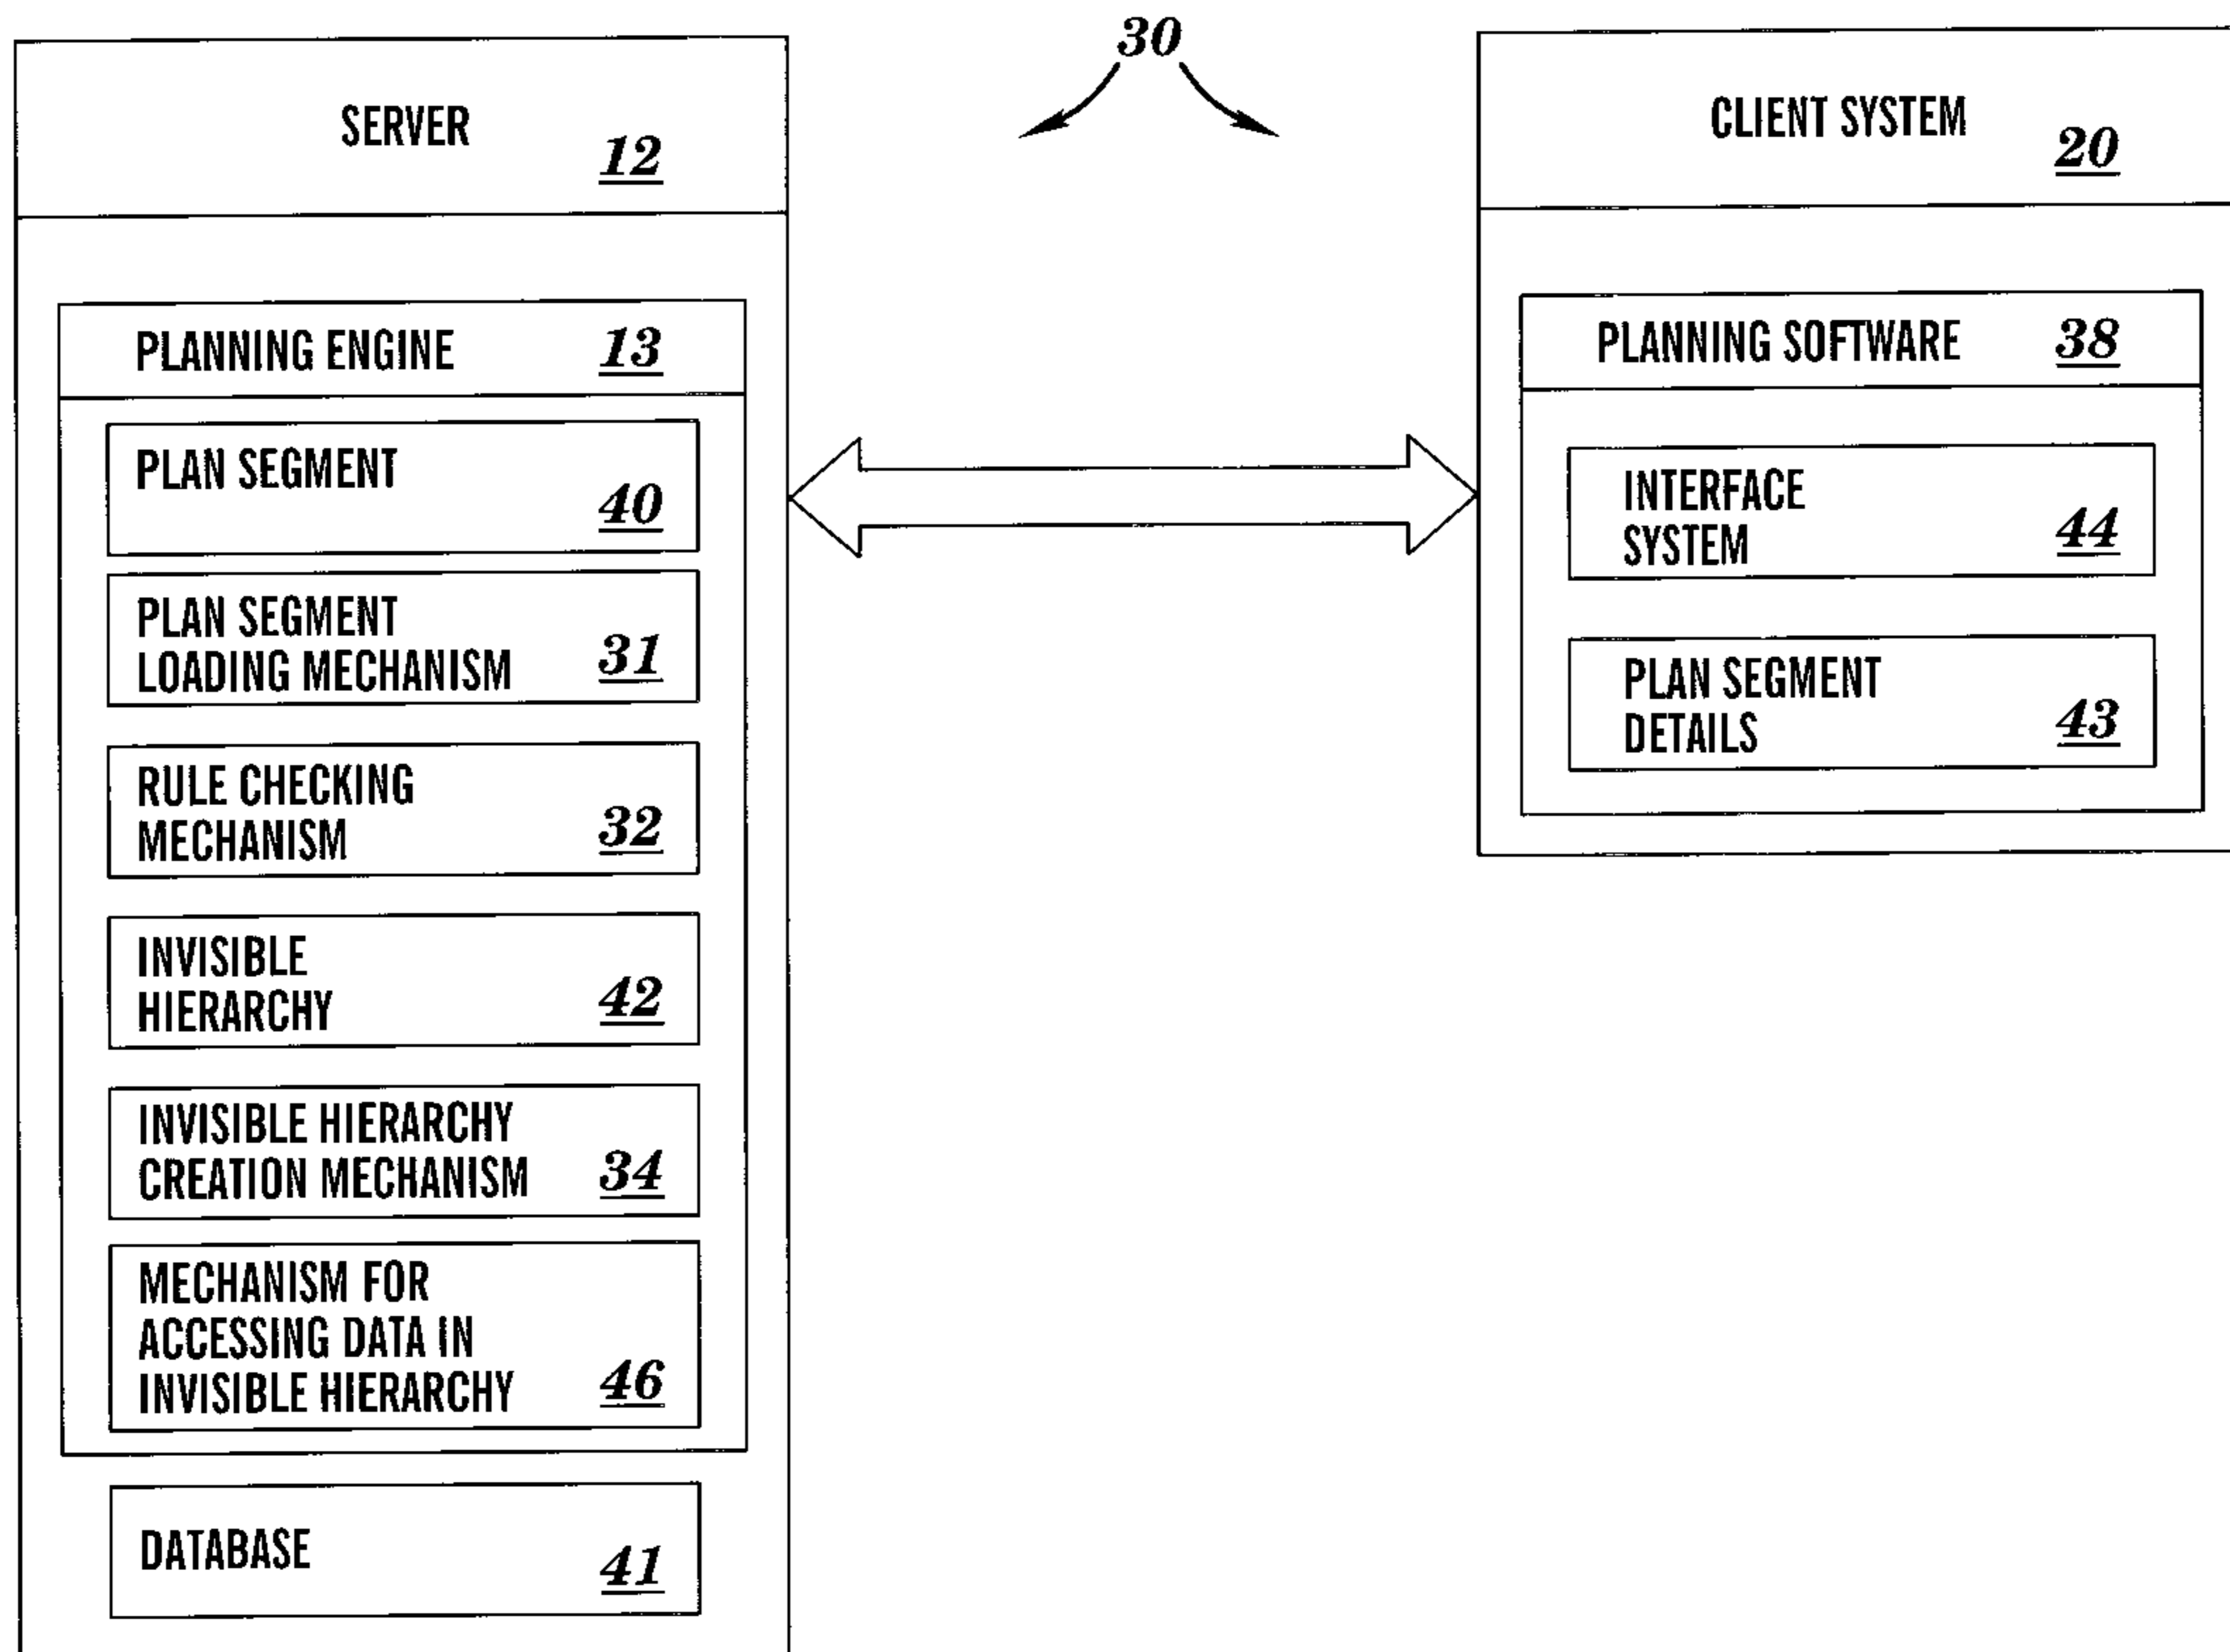 30
SERVER
12
PLANNING ENGINE 13
PLAN SEGMENT
40
PLAN SEGMENT
LOADING MECHANISM 31
RULE CHECKING
MECHANISM 32
INVISIBLE
HIERARCHY 42
INVISIBLE HIERARCHY
CREATION MECHANISM 34
MECHANISM FOR
ACCESSING DATA IN
INVISIBLE HIERARCHY 46
DATABASE 41
CLIENT SYSTEM
20
PLANNING SOFTWARE 38
INTERFACE
SYSTEM 44
PLAN SEGMENT
DETAILS 43